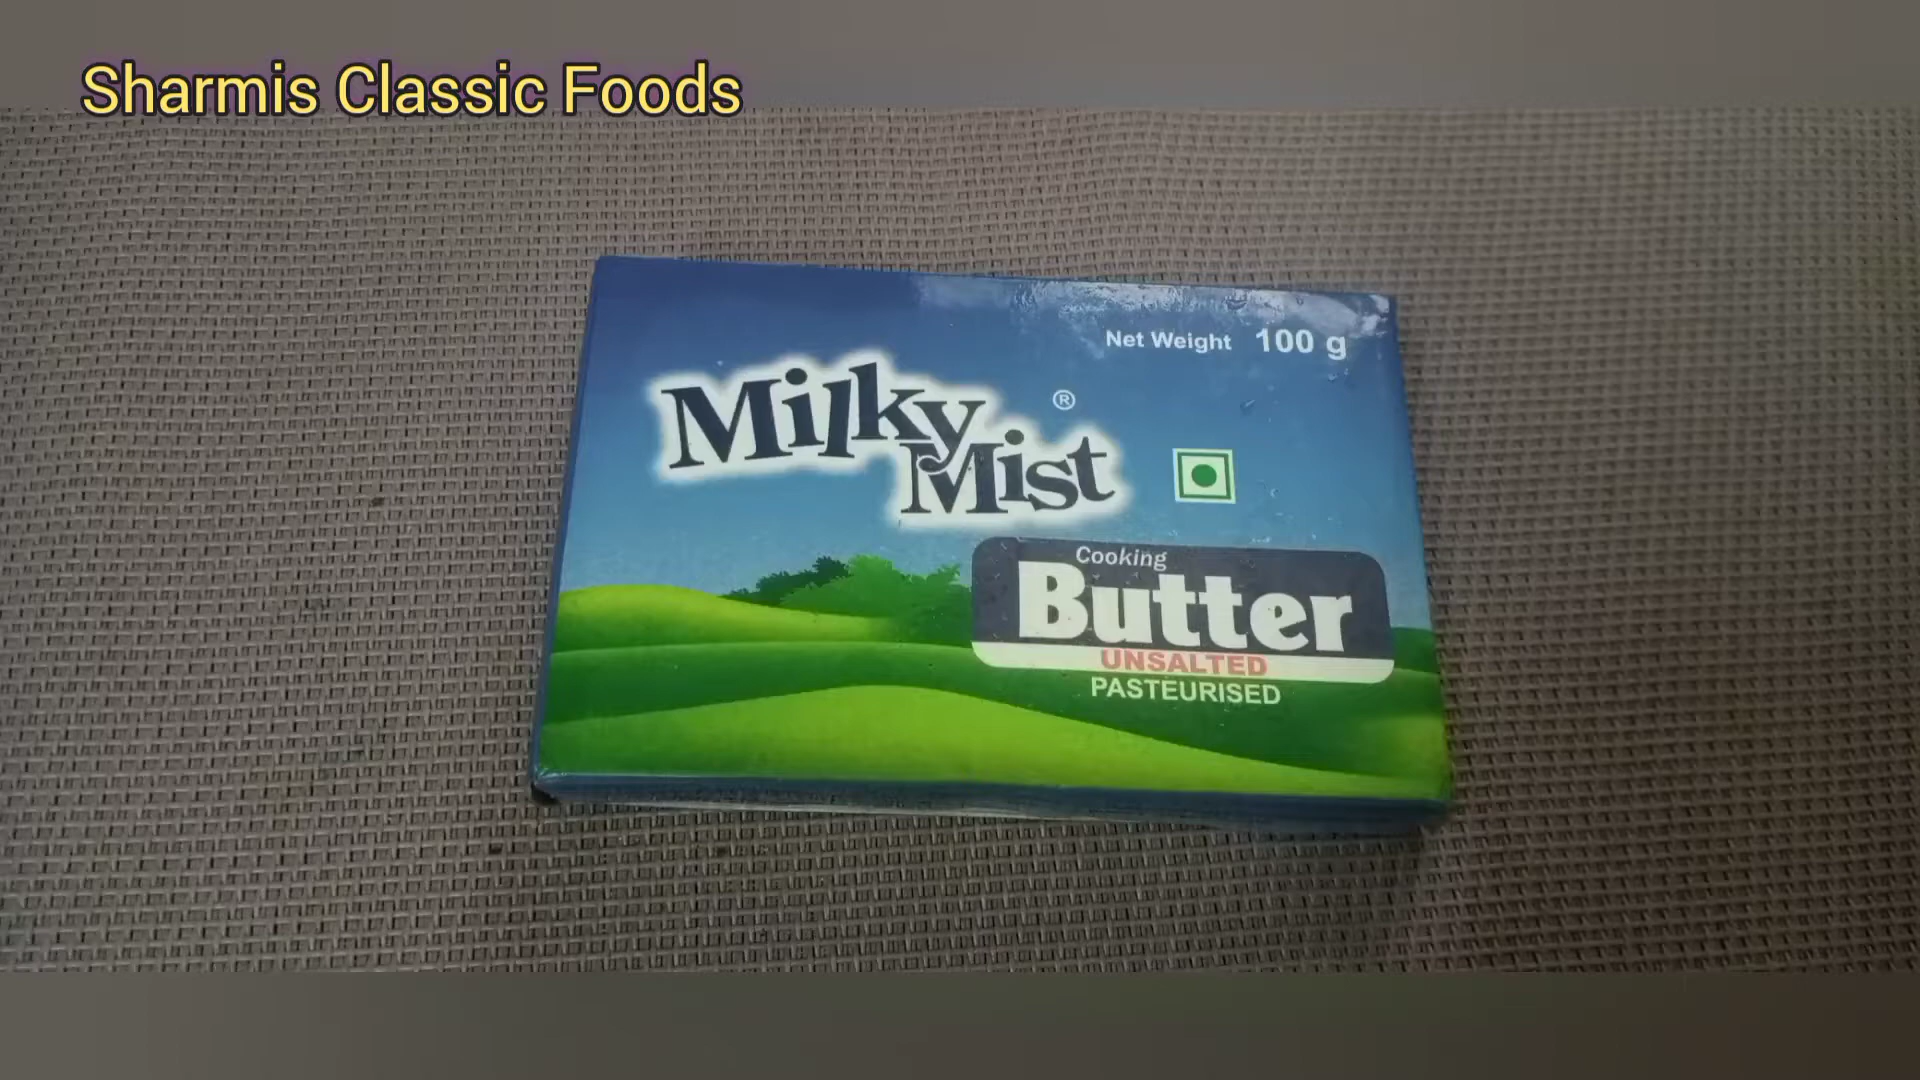 Sharmis Classic Foods
Net Weight 100 g
Milky
Mist
®
Cooking
Butter
UNSALTED
PASTEURISED